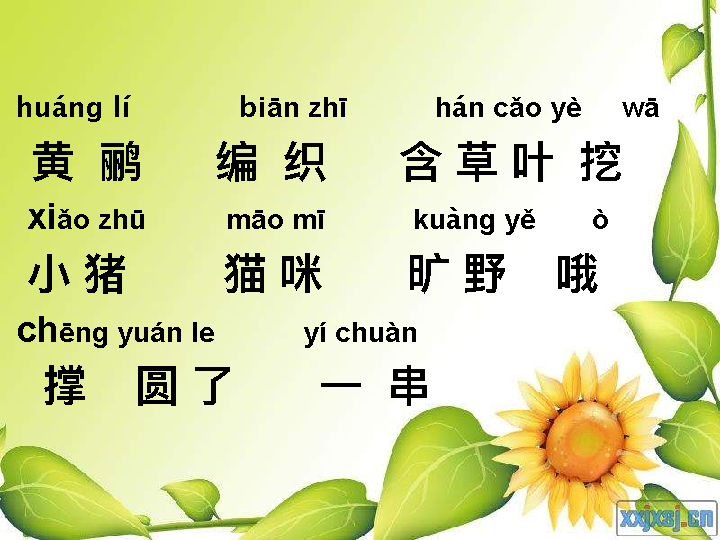 huáng lí biān zhī hán cǎo yè wā
黄 鹂 编 织 含 草 叶 挖
xiǎo zhū māo mī kuàng yě ò
小 猪 猫 咪 旷 野 哦
chēng yuán le yí chuàn
撑 圆 了 一 串
xxjxsj.cn